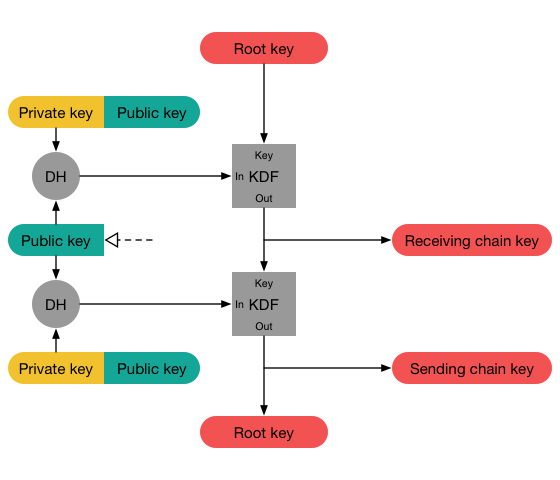 Root key
Private key
Public key
Key
DH
In
KDF
Out
Public key
Receiving chain key
Key
DH
In
KDF
Out
Private key
Public key
Sending chain key
Root key